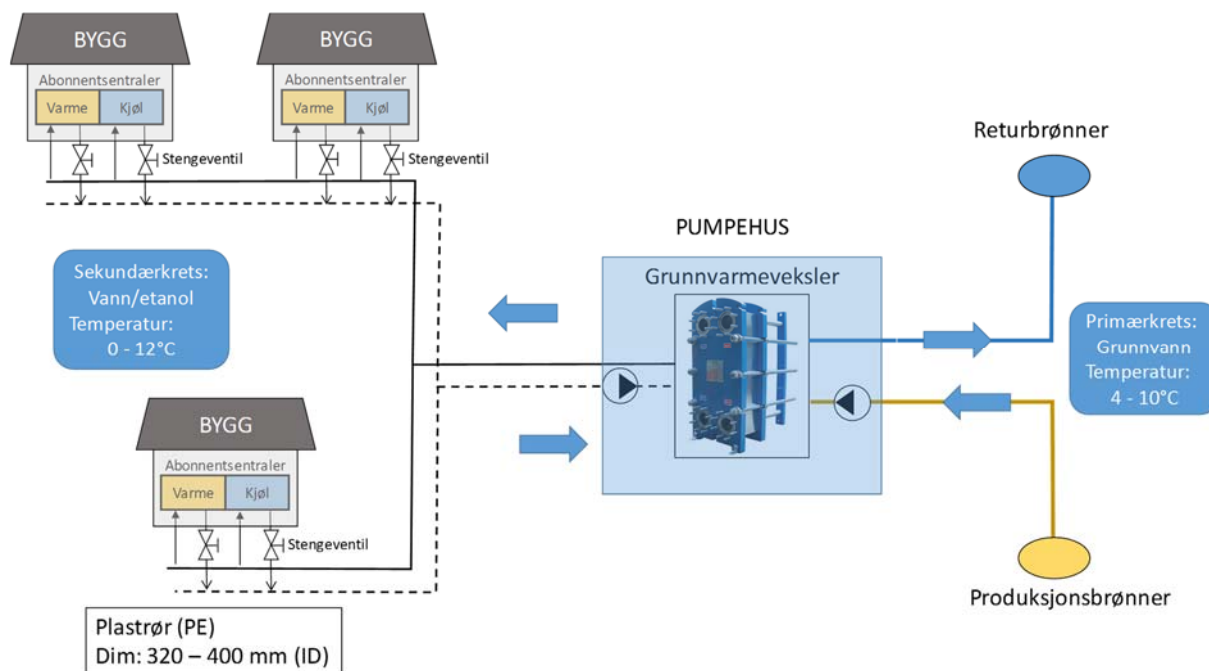 BYGG
Abonnentsentraler
Varme
Kjøl
Stengeventil
BYGG
Abonnentsentraler
Varme
Kjøl
Stengeventil
Returbrønner
PUMPEHUS
Grunnvarmeveksler
Sekundærkrets:
Vann/etanol
Temperatur:
0 - 12°C
Primærkrets:
Grunnvann
Temperatur:
4 - 10°C
BYGG
Abonnentsentraler
Varme
Kjøl
Stengeventil
Produksjonsbrønner
Plastrør (PE)
Dim: 320 – 400 mm (ID)